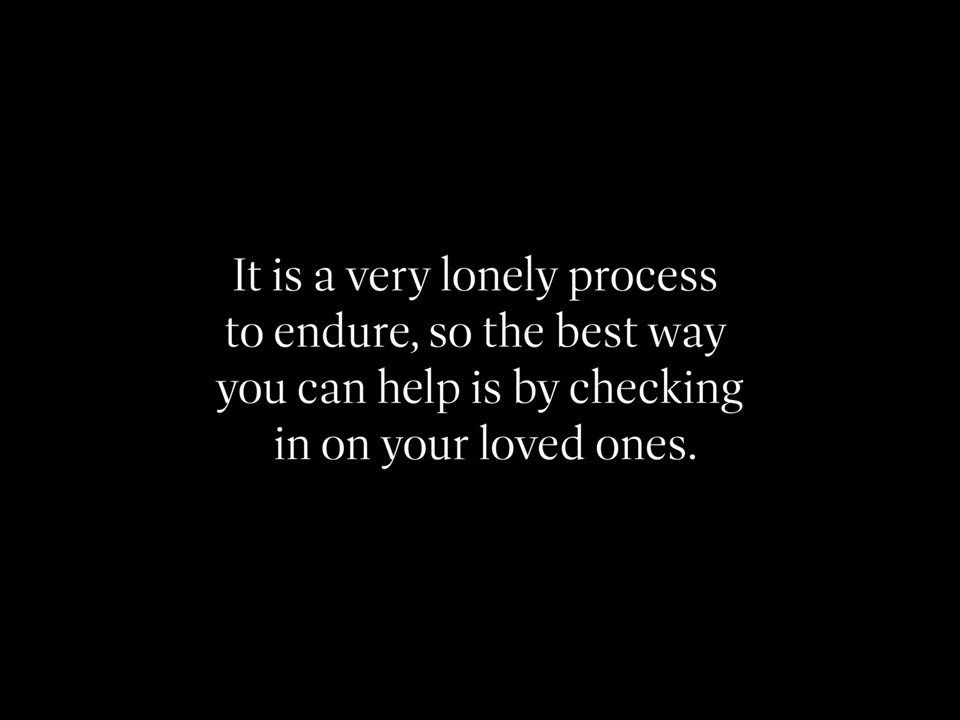 It is a very lonely process
to endure, so the best way
you can help is by checking
in on your loved ones.